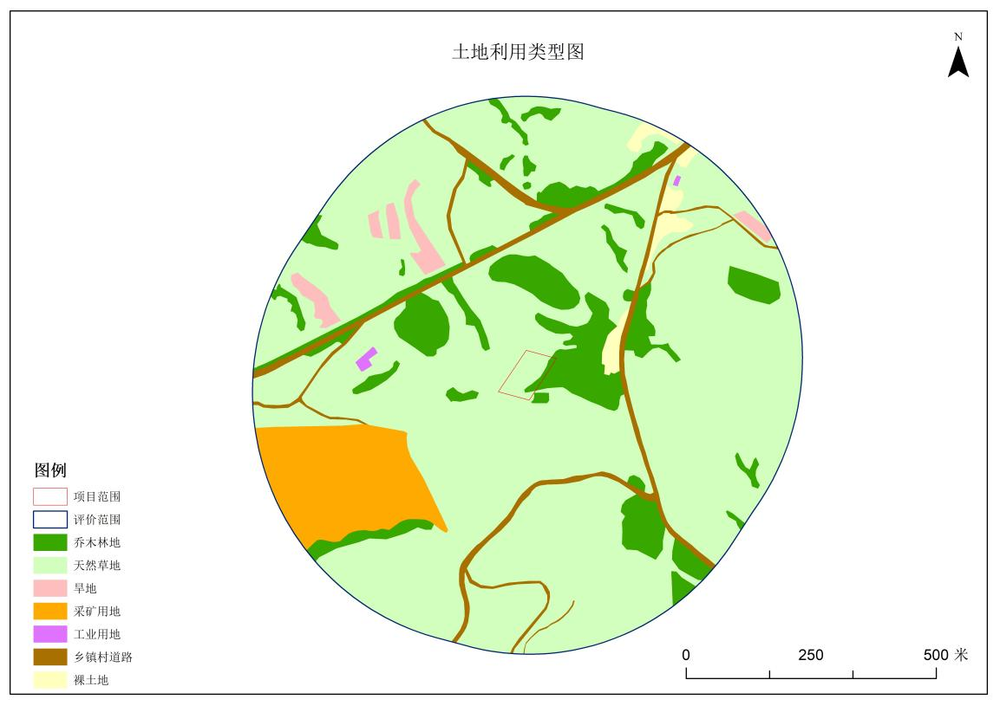 土地利用类型图
N
图例
项目范围
评价范围
乔木林地
天然草地
旱地
采矿用地
工业用地
乡镇村道路
裸土地
0 250 500 米